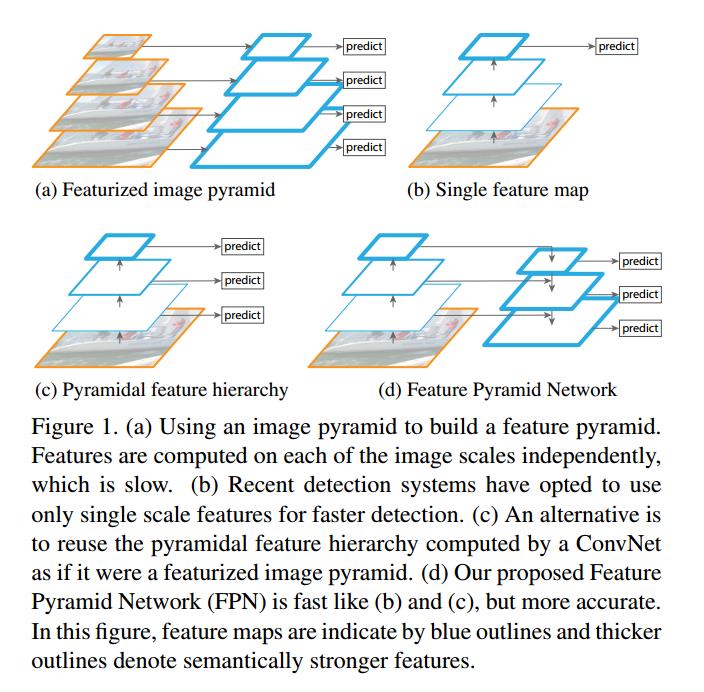 predict
predict
predict
predict
predict
(a) Featurized image pyramid
(b) Single feature map
predict
predict
predict
predict
predict
predict
(c) Pyramidal feature hierarchy
(d) Feature Pyramid Network
Figure 1. (a) Using an image pyramid to build a feature pyramid.
Features are computed on each of the image scales independently,
which is slow. (b) Recent detection systems have opted to use
only single scale features for faster detection. (c) An alternative is
to reuse the pyramidal feature hierarchy computed by a ConvNet
as if it were a featurized image pyramid. (d) Our proposed Feature
Pyramid Network (FPN) is fast like (b) and (c), but more accurate.
In this figure, feature maps are indicate by blue outlines and thicker
outlines denote semantically stronger features.